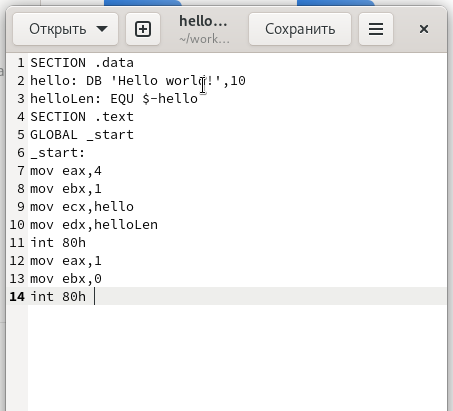 Открыть
hello...
~/work...
Сохранить
1 SECTION .data
2 hello: DB 'Hello world!',10
3 helloLen: EQU $-hello
4 SECTION .text
5 GLOBAL _start
6 _start:
7 mov eax,4
8 mov ebx,1
9 mov ecx,hello
10 mov edx,helloLen
11 int 80h
12 mov eax,1
13 mov ebx,0
14 int 80h